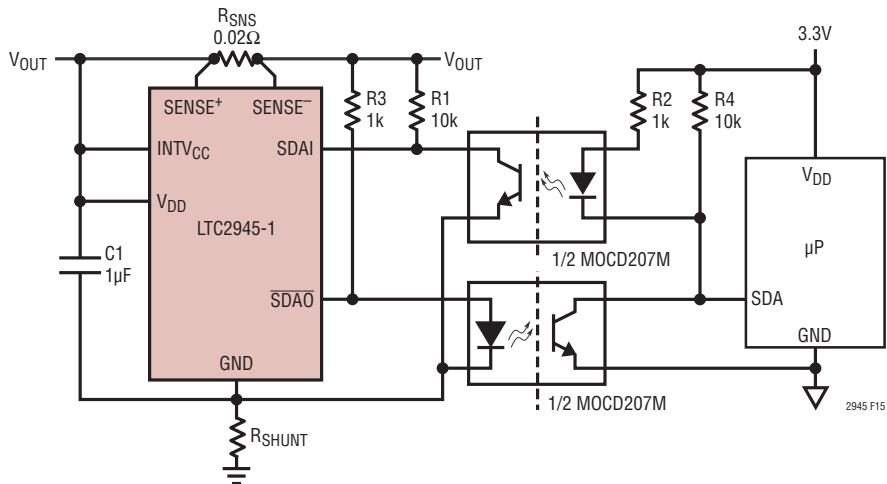 RSNS
0.02Ω
VOUT
VOUT
3.3V
SENSE+
SENSE−
R3
1k
R1
10k
R2
1k
R4
10k
INTVCC
SDAI
VDD
VDD
LTC2945-1
µP
C1
1µF
1/2 MOCD207M
SDAO
SDA
GND
GND
1/2 MOCD207M
2945 F15
RSHUNT